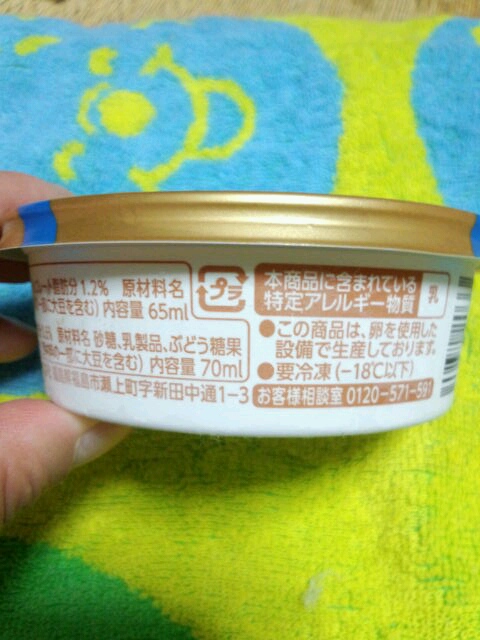 コレート脂肪分 1.2% 原材料名
一部に大豆を含む) 内容量 65ml
原材料名 砂糖、乳製品、ぶどう糖果
一部に大豆を含む) 内容量 70ml
福島市瀬上町字新田中通1-3
プラ
本商品に含まれている
特定アレルギー物質
乳
●この商品は、卵を使用した
設備で生産しております。
●要冷凍(-18℃以下)
お客様相談室 0120-571-591